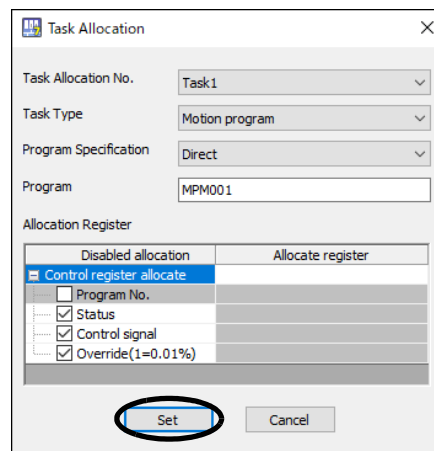 Task Allocation
Task Allocation No. Task1
Task Type Motion program
Program Specification Direct
Program MPM001
Allocation Register
Disabled allocation Allocate register
Control register allocate
Program No.
Status
Control signal
Override(1=0.01%)
Set Cancel